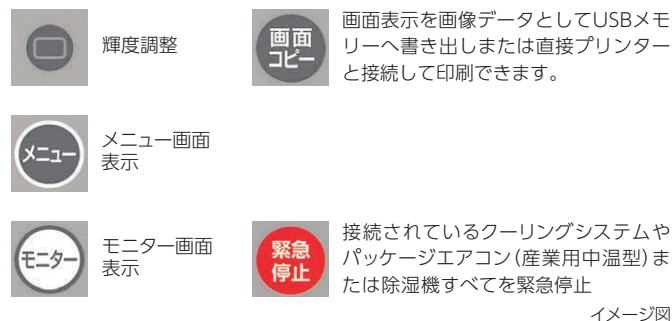 輝度調整
画面
コピー
画面表示を画像データとしてUSBメモ
リーへ書き出しまたは直接プリンター
と接続して印刷できます。
メニュー
メニュー画面
表示
モニター
モニター画面
表示
緊急
停止
接続されているクーリングシステムや
パッケージエアコン(産業用中温型)ま
たは除湿機すべてを緊急停止
イメージ図